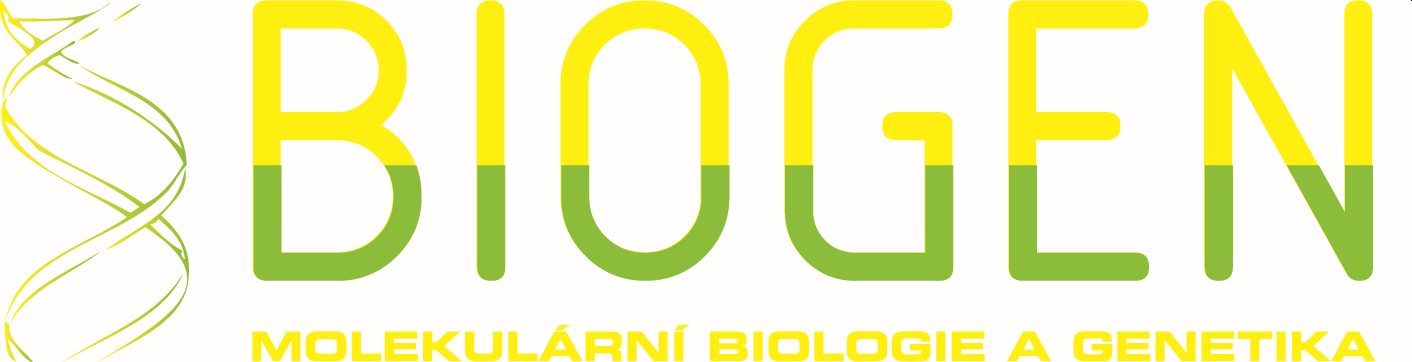 BIOGEN
MOLEKULÁRNÍ BIOLOGIE A GENETIKA